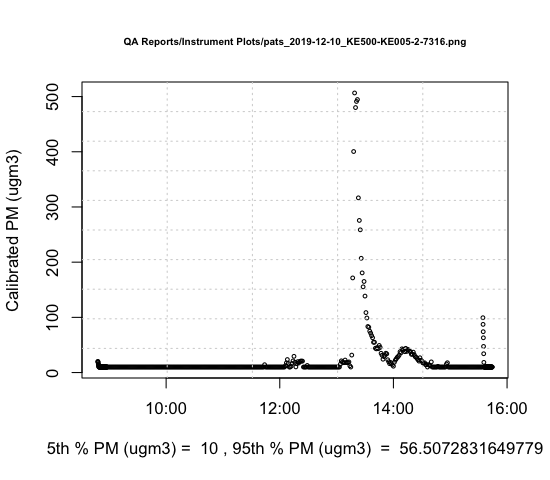 QA Reports/Instrument Plots/pats_2019-12-10_KE500-KE005-2-7316.png
Calibrated PM (ugm3)
500
400
300
200
100
0
10:00 12:00 14:00 16:00
5th % PM (ugm3) = 10 , 95th % PM (ugm3) = 56.5072831649779